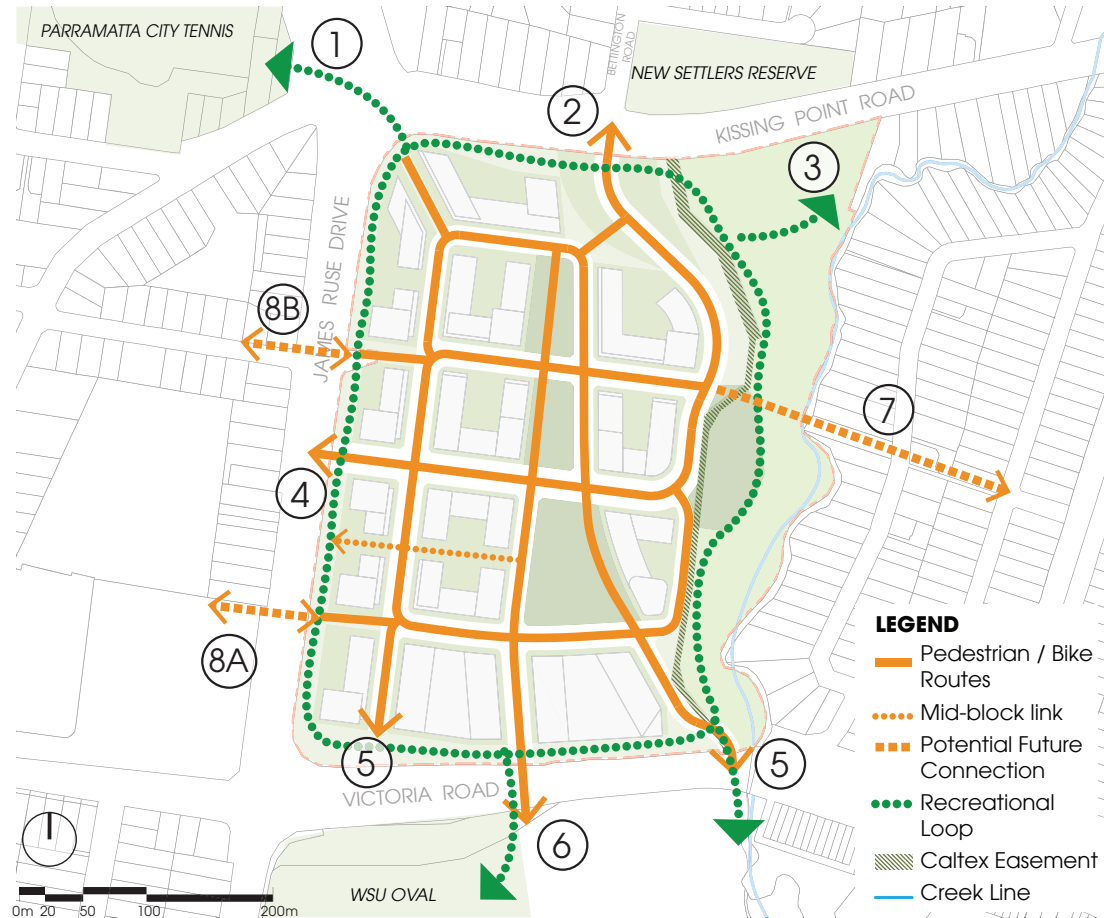 PARRAMATTA CITY TENNIS
1
BETTINGTON
ROAD
NEW SETTLERS RESERVE
2
KISSING POINT ROAD
3
JAMES RUSE DRIVE
8B
7
4
8A
5
5
VICTORIA ROAD
6
WSU OVAL
0m 20 50 100 200m
LEGEND
Pedestrian / Bike
Routes
Mid-block link
Potential Future
Connection
Recreational
Loop
Caltex Easement
Creek Line